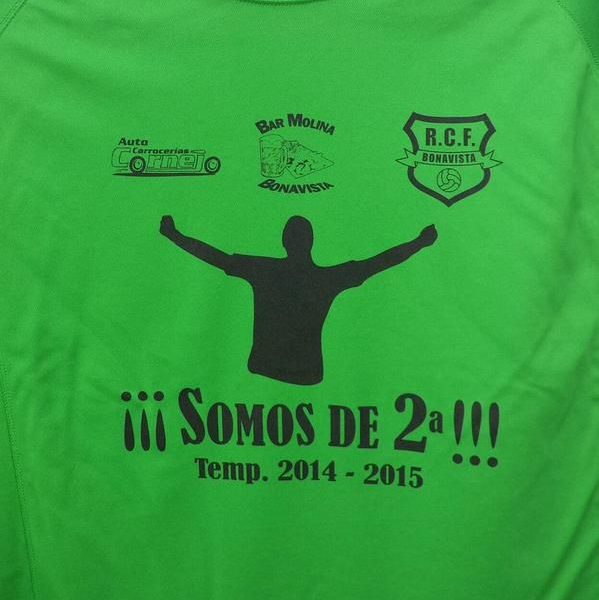 Auto
Carrocerias
Cornejo
BAR MOLINA
BONAVISTA
R.C.F.
BONAVISTA
¡¡¡ SOMOS DE 2ª !!!
Temp. 2014 - 2015